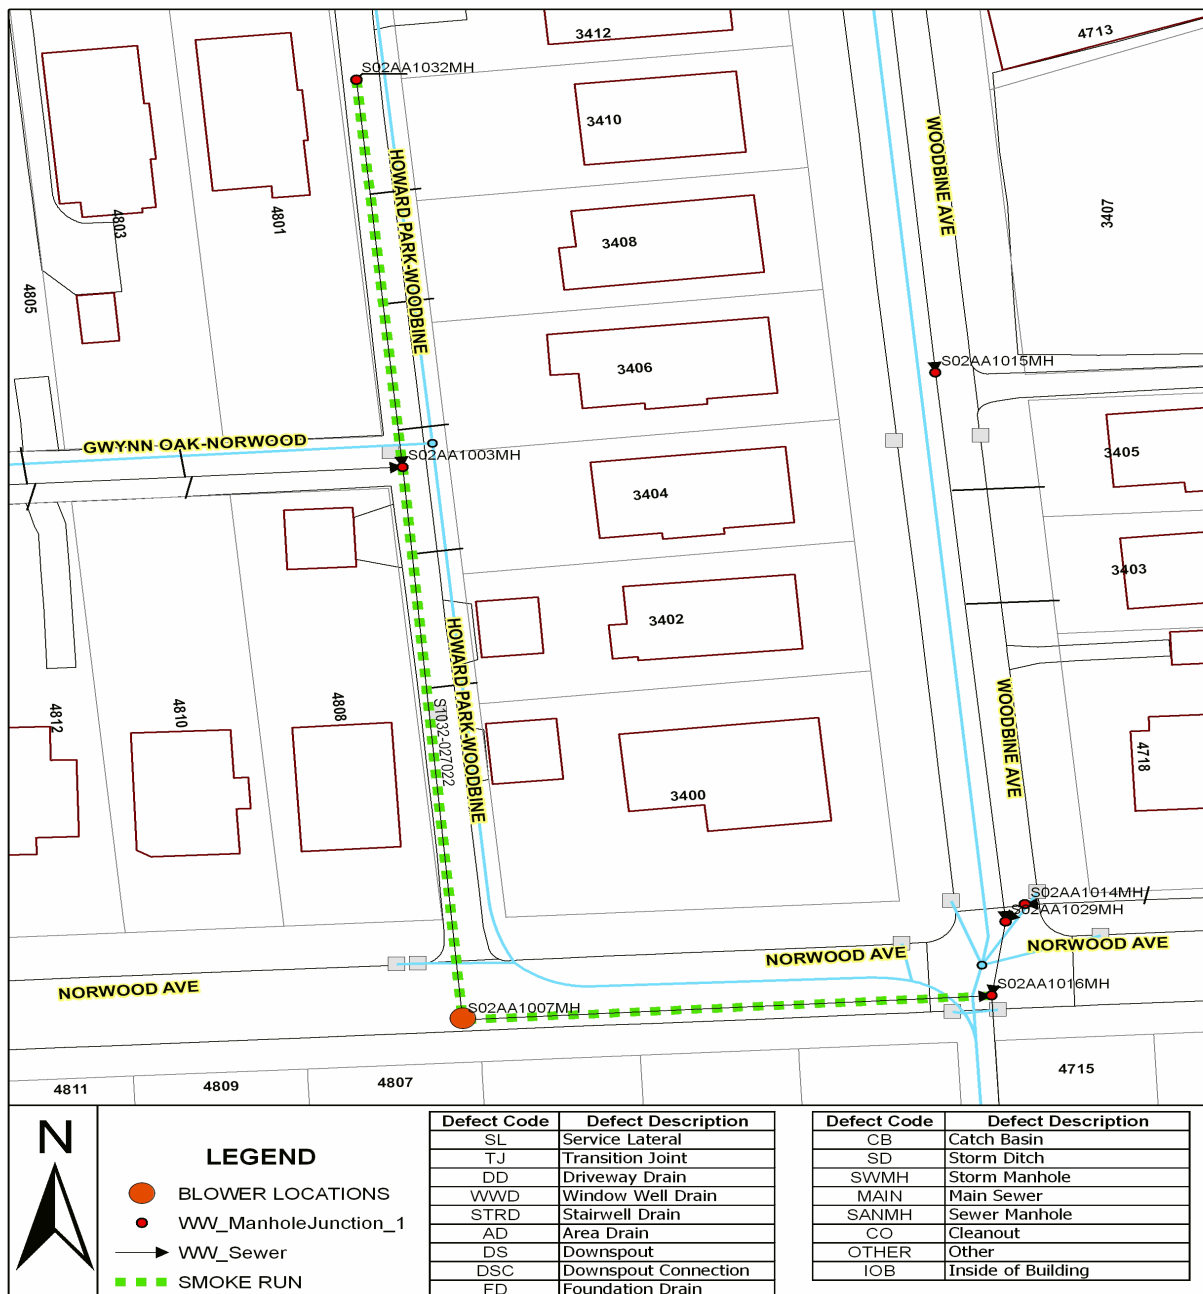 3412
4713
S02AA1032MH
3410
WOODBINE AVE
HOWARD PARK-WOODBINE
4803
4801
3407
3408
4805
3406
S02AA1015MH
GWYNN OAK-NORWOOD
S02AA1003MH
3405
3404
3403
3402
HOWARD PARK-WOODBINE
WOODBINE AVE
4812
4810
4808
S1032-027022
4718
3400
S02AA1014MH
S02AA1029MH
NORWOOD AVE
NORWOOD AVE
NORWOOD AVE
S02AA1016MH
S02AA1007MH
4715
4811
4809
4807
N
LEGEND
BLOWER LOCATIONS
WW_ManholeJunction_1
WW_Sewer
SMOKE RUN
Defect Code Defect Description
SL Service Lateral
TJ Transition Joint
DD Driveway Drain
WWD Window Well Drain
STRD Stairwell Drain
AD Area Drain
DS Downspout
DSC Downspout Connection
FD Foundation Drain
Defect Code Defect Description
CB Catch Basin
SD Storm Ditch
SWMH Storm Manhole
MAIN Main Sewer
SANMH Sewer Manhole
CO Cleanout
OTHER Other
IOB Inside of Building